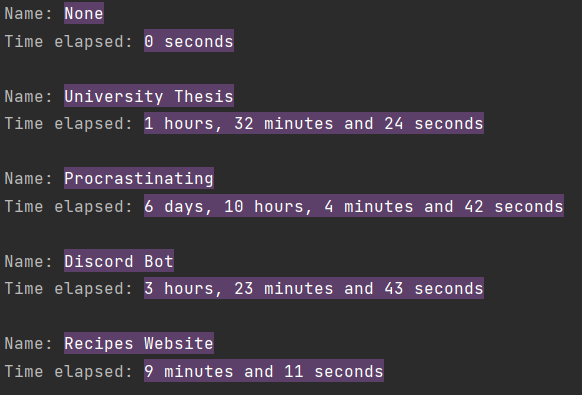 Name: None
Time elapsed: 0 seconds
Name: University Thesis
Time elapsed: 1 hours, 32 minutes and 24 seconds
Name: Procrastinating
Time elapsed: 6 days, 10 hours, 4 minutes and 42 seconds
Name: Discord Bot
Time elapsed: 3 hours, 23 minutes and 43 seconds
Name: Recipes Website
Time elapsed: 9 minutes and 11 seconds